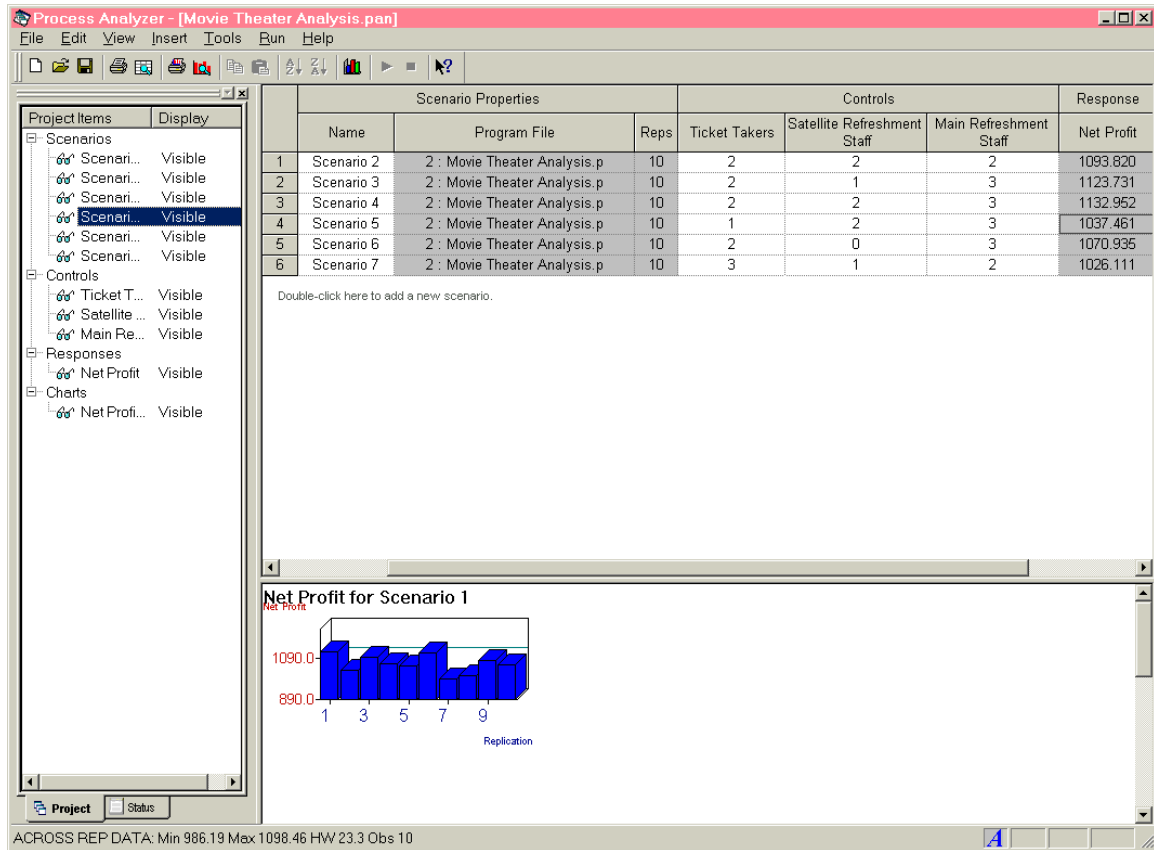 Process Analyzer - [Movie Theater Analysis.pan]
File Edit View Insert Tools Run Help
Project Items Display
Scenarios
Scenari... Visible
Scenari... Visible
Scenari... Visible
Scenari... Visible
Scenari... Visible
Scenari... Visible
Controls
Ticket T... Visible
Satellite ... Visible
Main Re... Visible
Responses
Net Profit Visible
Charts
Net Profi... Visible
Project Status
Scenario Properties Controls Response
Name Program File Reps Ticket Takers Satellite Refreshment Staff Main Refreshment Staff Net Profit
1 Scenario 2 2 : Movie Theater Analysis.p 10 2 2 2 1093.820
2 Scenario 3 2 : Movie Theater Analysis.p 10 2 1 3 1123.731
3 Scenario 4 2 : Movie Theater Analysis.p 10 2 2 3 1132.952
4 Scenario 5 2 : Movie Theater Analysis.p 10 1 2 3 1037.461
5 Scenario 6 2 : Movie Theater Analysis.p 10 2 0 3 1070.935
6 Scenario 7 2 : Movie Theater Analysis.p 10 3 1 2 1026.111
Double-click here to add a new scenario.
Net Profit for Scenario 1
Net Profit
1090.0
890.0
1 3 5 7 9
Replication
ACROSS REP DATA: Min 986.19 Max 1098.46 HW 23.3 Obs 10
A